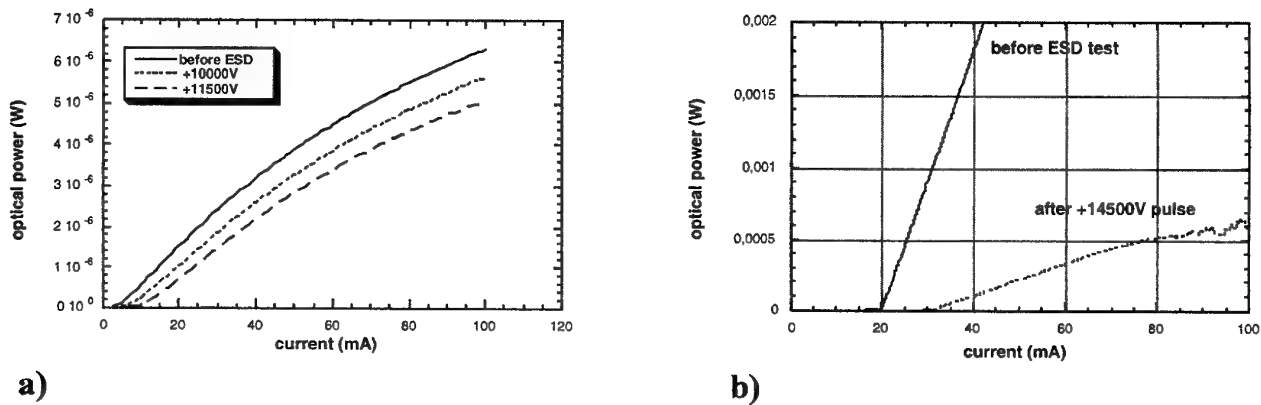 7 10 -6
6 10 -6
5 10 -6
4 10 -6
3 10 -6
2 10 -6
1 10 -6
0 10 0
optical power (W)
before ESD
+10000V
+11500V
0
20
40
60
80
100
120
current (mA)
a)
0,002
0,0015
0,001
0,0005
0
optical power (W)
before ESD test
after +14500V pulse
0
20
40
60
80
100
current (mA)
b)